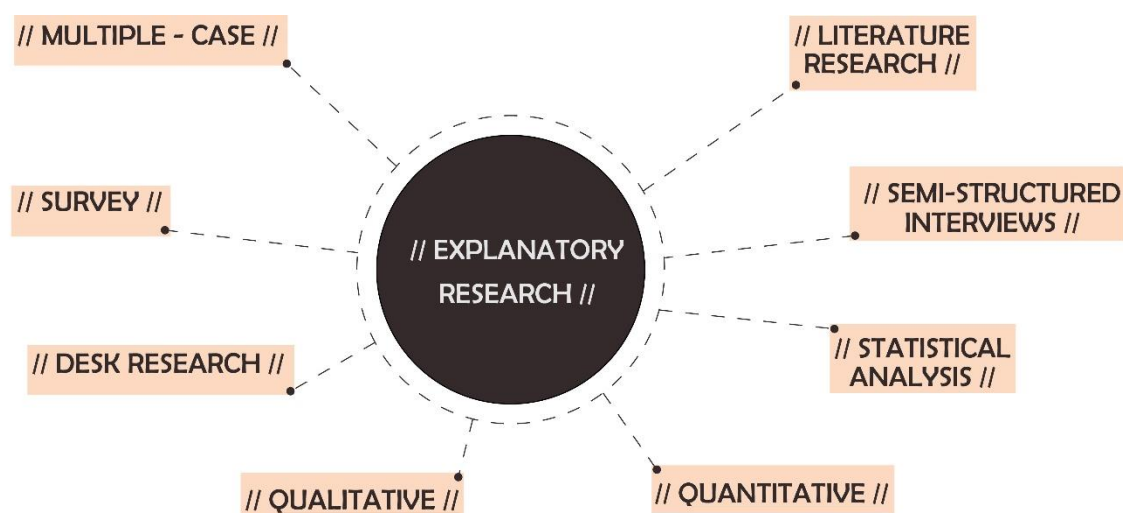 // MULTIPLE - CASE //
// LITERATURE
RESEARCH //
// SURVEY //
// SEMI-STRUCTURED
INTERVIEWS //
// EXPLANATORY
RESEARCH //
// DESK RESEARCH //
// STATISTICAL
ANALYSIS //
// QUALITATIVE //
// QUANTITATIVE //